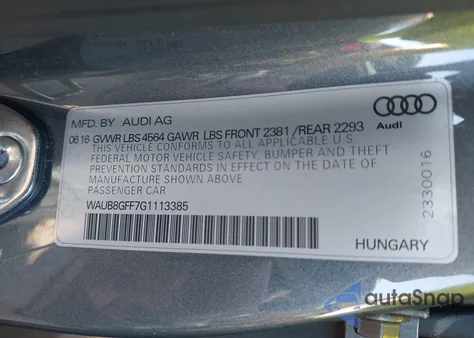 MFD. BY AUDI AG
0616 GVWR LBS 4564 GAWR LBS FRONT 2381 / REAR 2293
THIS VEHICLE CONFORMS TO ALL APPLICABLE U.S.
FEDERAL MOTOR VEHICLE SAFETY, BUMPER AND THEFT
PREVENTION STANDARDS IN EFFECT ON THE DATE OF
MANUFACTURE SHOWN ABOVE
PASSENGER CAR
WAUB8GFF7G1113385
Audi
2330016
HUNGARY
autoSnap